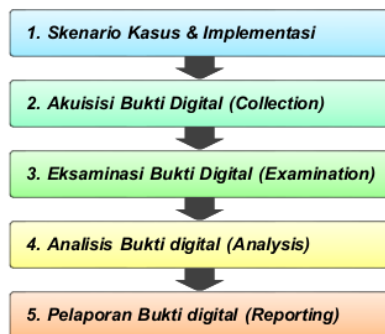 1. Skenario Kasus & Implementasi
2. Akuisisi Bukti Digital (Collection)
3. Eksaminasi Bukti Digital (Examination)
4. Analisis Bukti digital (Analysis)
5. Pelaporan Bukti digital (Reporting)